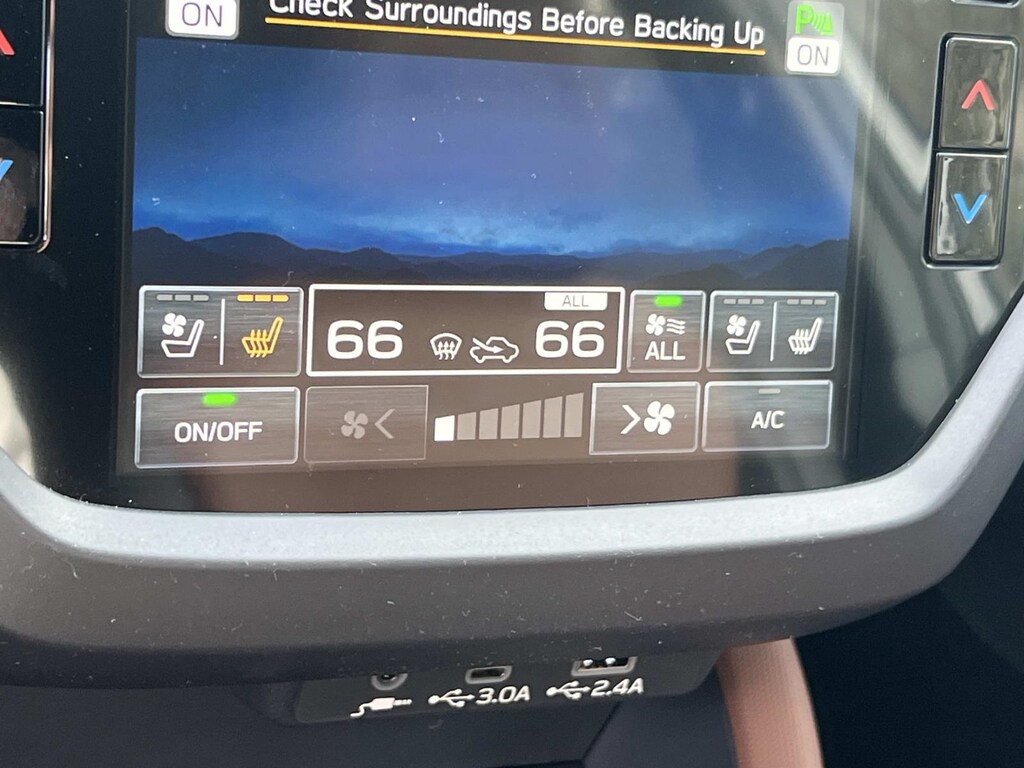 ON
Check Surroundings Before Backing Up
P
ON
ALL
66
66
ALL
ON/OFF
A/C
3.0A
2.4A